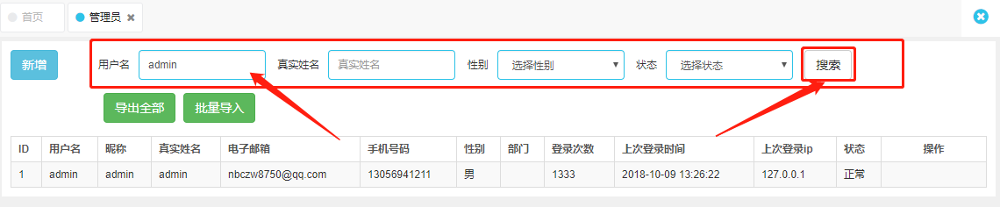 首页 管理员
新增 用户名 admin 真实姓名 真实姓名 性别 选择性别 状态 选择状态 搜索
导出全部 批量导入
ID 用户名 昵称 真实姓名 电子邮箱 手机号码 性别 部门 登录次数 上次登录时间 上次登录ip 状态 操作
1 admin admin admin nbczw8750@qq.com 13056941211 男 1333 2018-10-09 13:26:22 127.0.0.1 正常